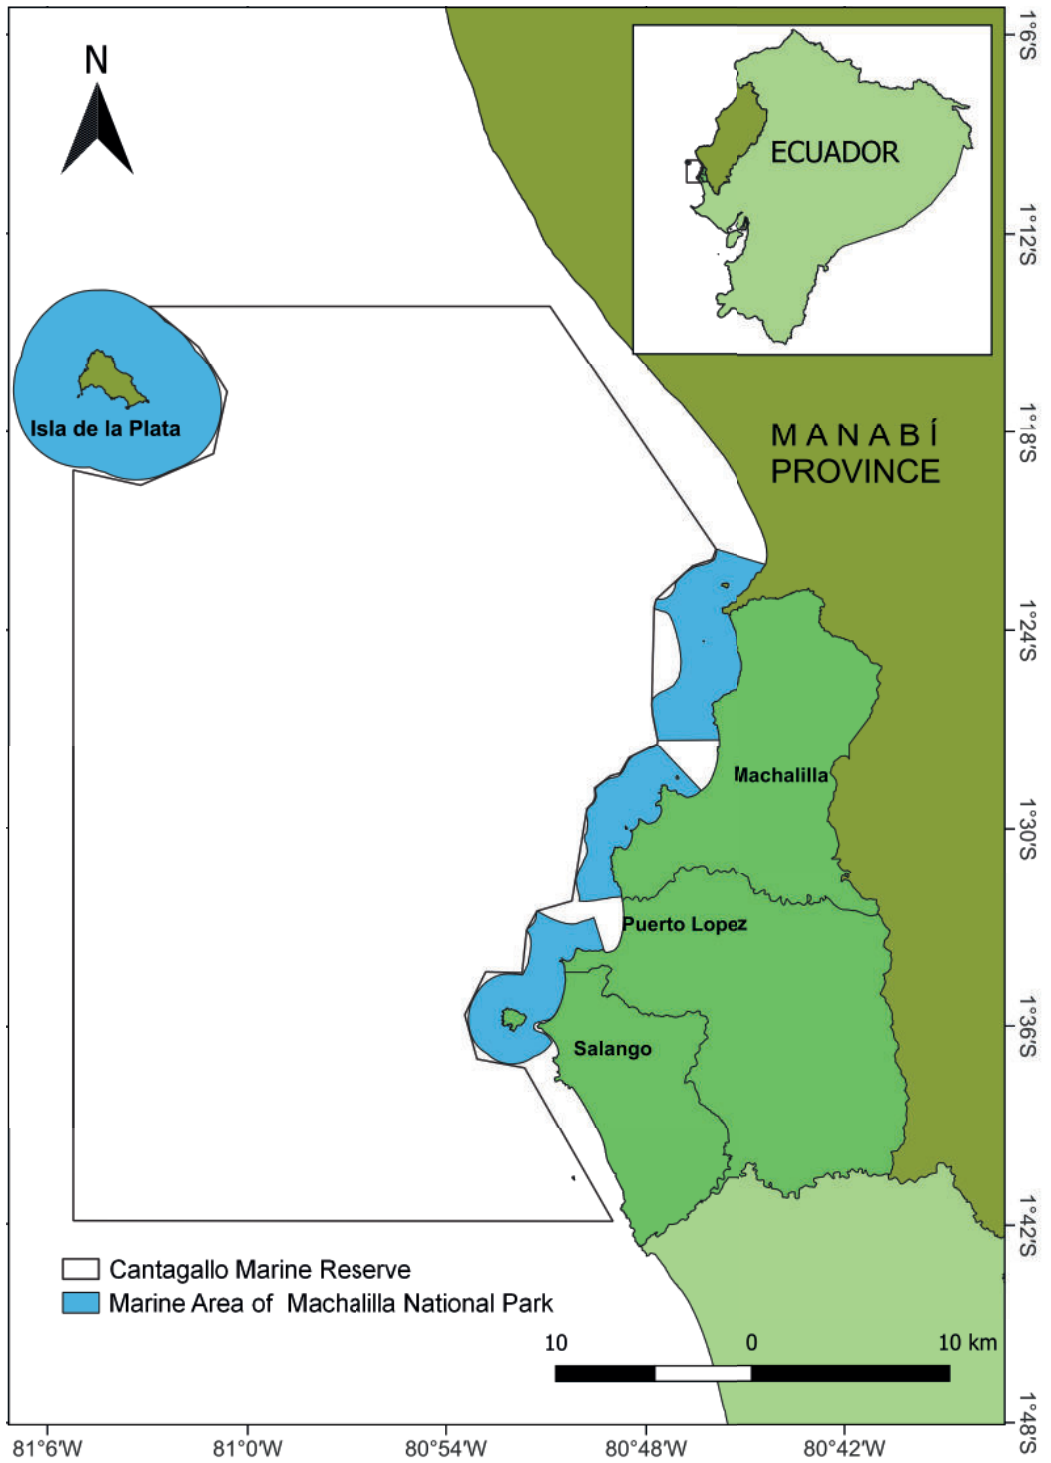 N
ECUADOR
1°6'S
1°12'S
1°18'S
1°24'S
1°30'S
1°36'S
1°42'S
1°48'S
Isla de la Plata
MANABÍ
PROVINCE
Machalilla
Puerto Lopez
Salango
Cantagallo Marine Reserve
Marine Area of Machalilla National Park
10 0 10 km
81°6'W 81°0'W 80°54'W 80°48'W 80°42'W